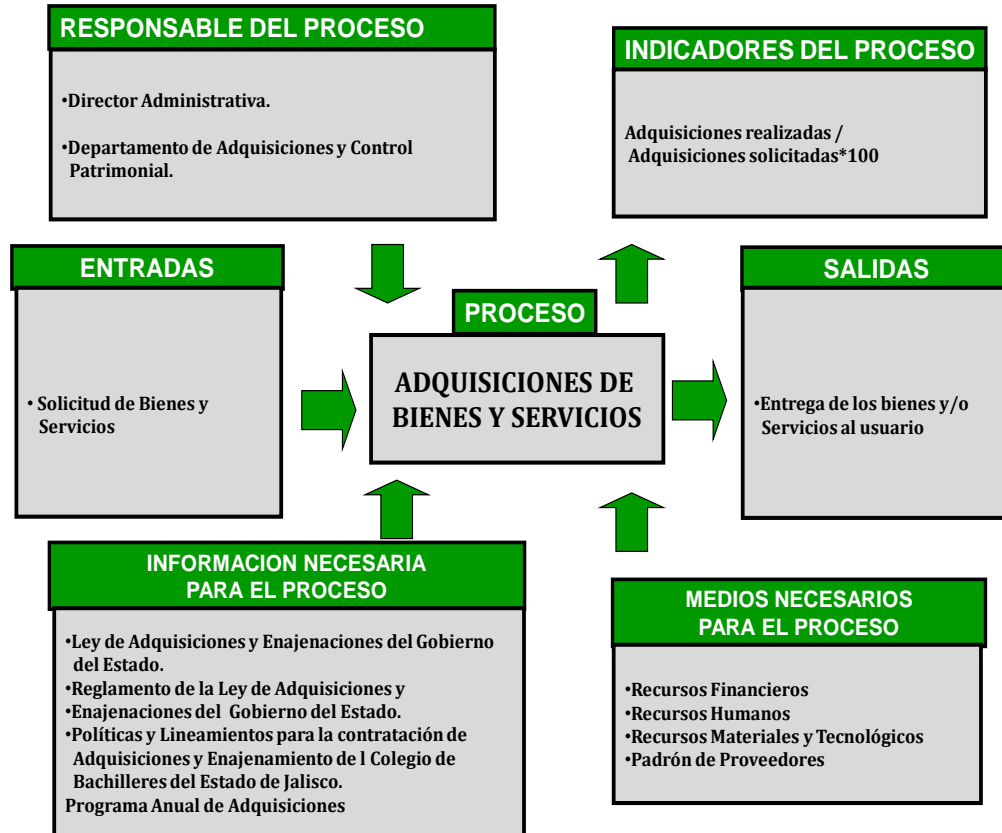 RESPONSABLE DEL PROCESO
•Director Administrativa.
•Departamento de Adquisiciones y Control
Patrimonial.
INDICADORES DEL PROCESO
Adquisiciones realizadas /
Adquisiciones solicitadas*100
ENTRADAS
• Solicitud de Bienes y
Servicios
PROCESO
ADQUISICIONES DE
BIENES Y SERVICIOS
SALIDAS
•Entrega de los bienes y/o
Servicios al usuario
INFORMACION NECESARIA
PARA EL PROCESO
•Ley de Adquisiciones y Enajenaciones del Gobierno
del Estado.
•Reglamento de la Ley de Adquisiciones y
•Enajenaciones del Gobierno del Estado.
•Políticas y Lineamientos para la contratación de
Adquisiciones y Enajenamiento de l Colegio de
Bachilleres del Estado de Jalisco.
Programa Anual de Adquisiciones
MEDIOS NECESARIOS
PARA EL PROCESO
•Recursos Financieros
•Recursos Humanos
•Recursos Materiales y Tecnológicos
•Padrón de Proveedores